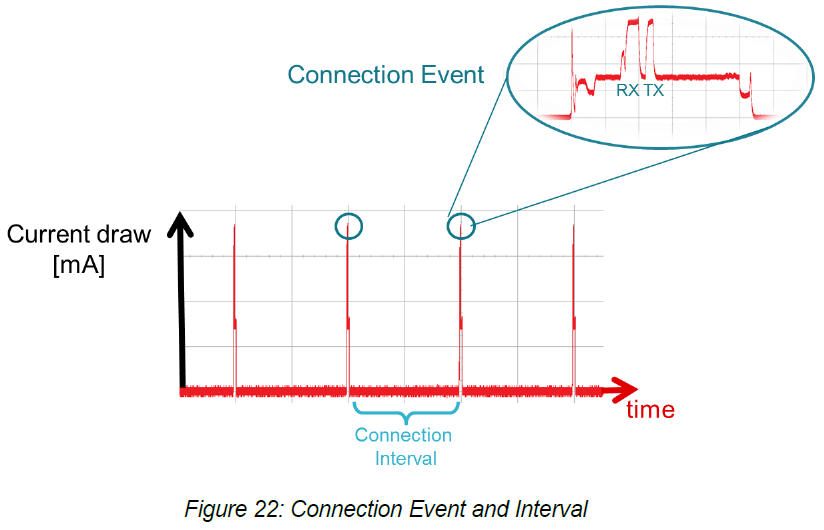 Connection Event
RX TX
Current draw
[mA]
time
Connection
Interval
Figure 22: Connection Event and Interval